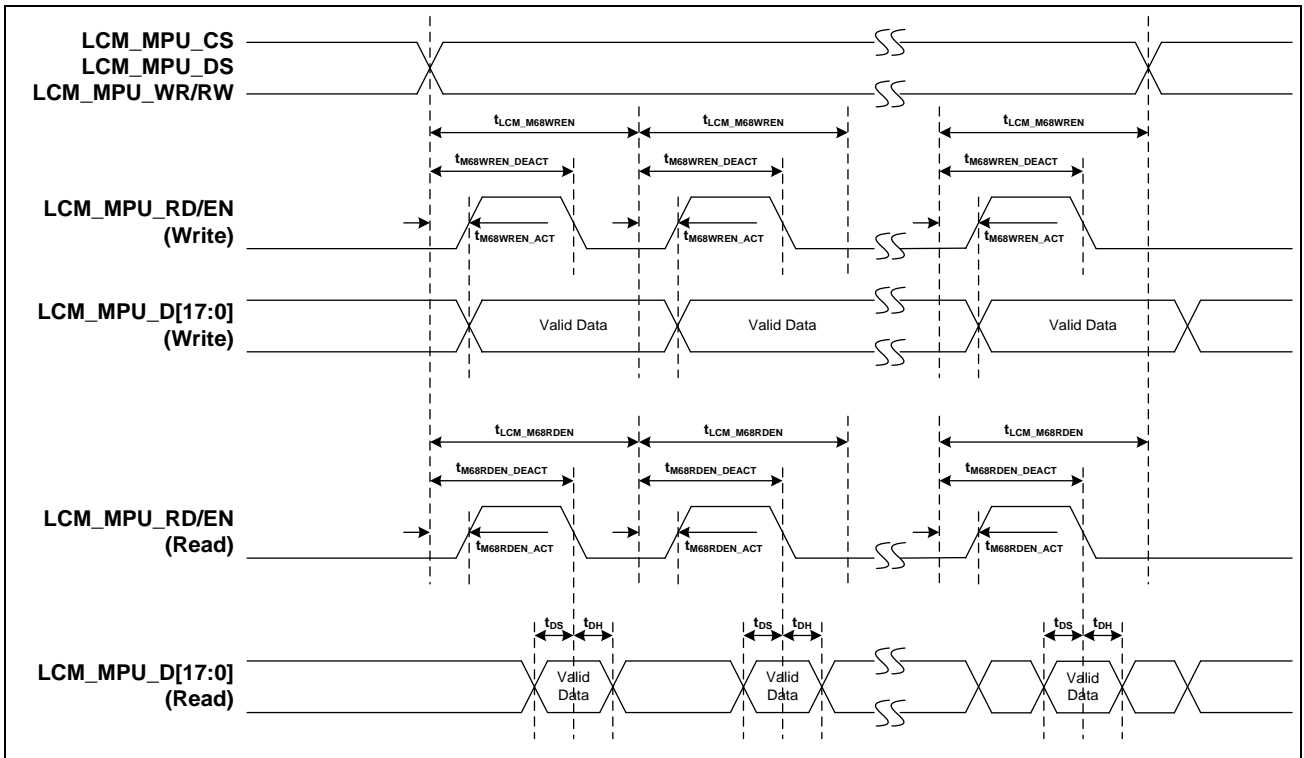 LCM_MPU_CS
LCM_MPU_DS
LCM_MPU_WR/RW
tLCM_M68WREN tLCM_M68WREN tLCM_M68WREN
tM68WREN_DEACT tM68WREN_DEACT tM68WREN_DEACT
LCM_MPU_RD/EN
(Write)
tM68WREN_ACT tM68WREN_ACT tM68WREN_ACT
LCM_MPU_D[17:0]
(Write)
Valid Data Valid Data Valid Data
tLCM_M68RDEN tLCM_M68RDEN tLCM_M68RDEN
tM68RDEN_DEACT tM68RDEN_DEACT tM68RDEN_DEACT
LCM_MPU_RD/EN
(Read)
tM68RDEN_ACT tM68RDEN_ACT tM68RDEN_ACT
tDS tDH tDS tDH tDS tDH
LCM_MPU_D[17:0]
(Read)
Valid Valid Valid
Data Data Data